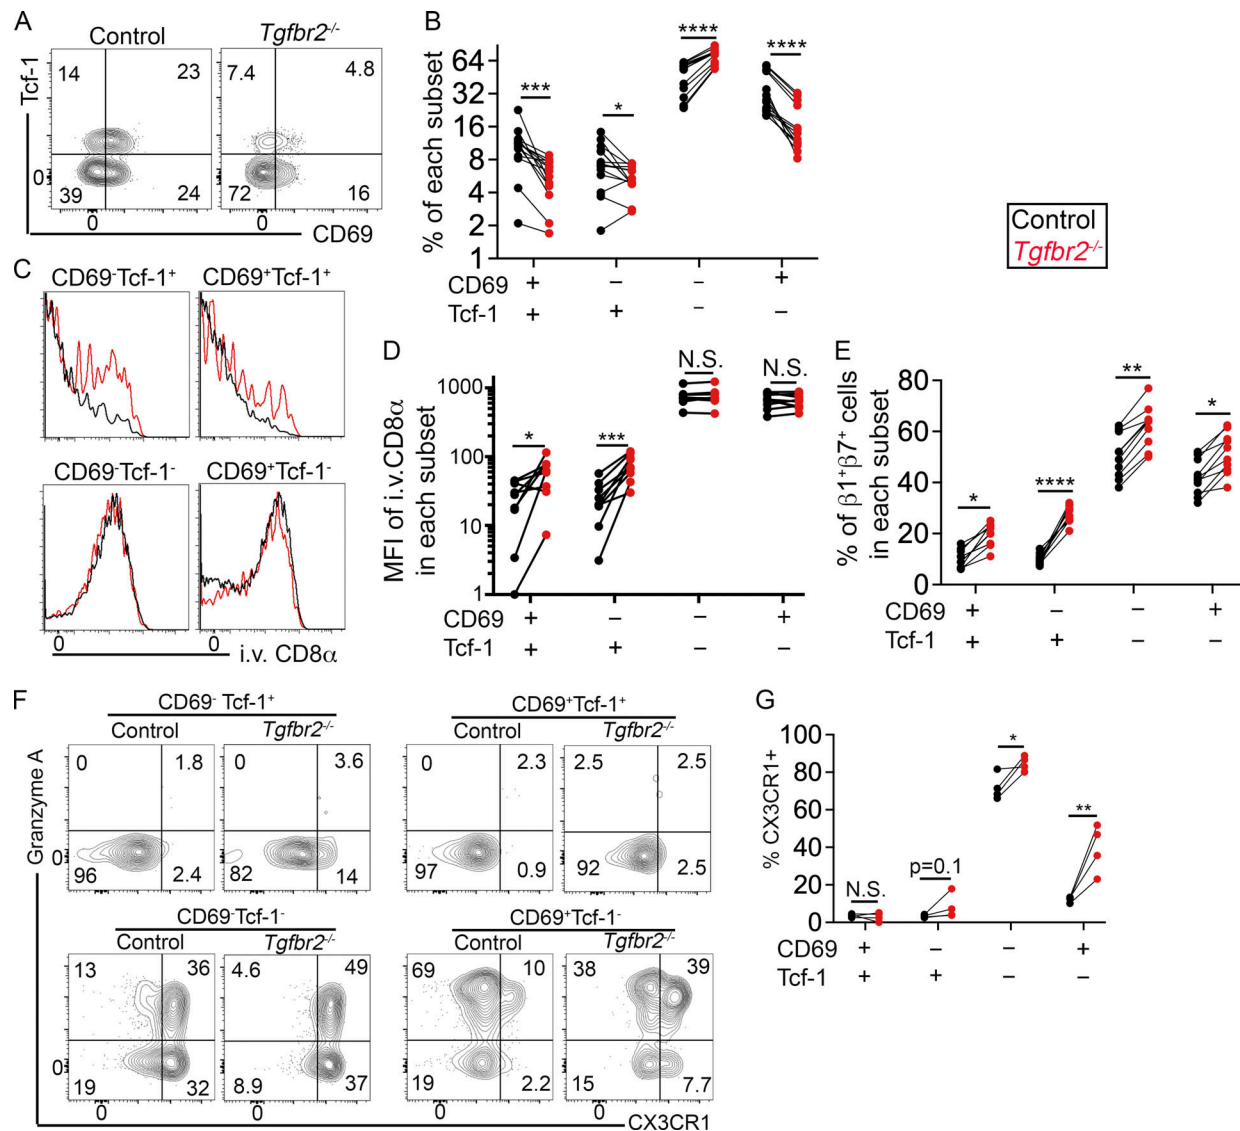 A
Control
Tgfbr2-/-
Tcf-1
14
23
7.4
4.8
0
39
24
72
16
0
0
CD69
B
% of each subset
64
32
16
8
4
2
1
***
*
****
****
CD69
+
–
–
+
Tcf-1
+
+
–
–
Control
Tgfbr2-/-
C
CD69-Tcf-1+
CD69+Tcf-1+
CD69-Tcf-1-
CD69+Tcf-1-
0
0
i.v. CD8α
D
MFI of i.v.CD8α
in each subset
1000
100
10
1
*
***
N.S.
N.S.
CD69
+
–
–
+
Tcf-1
+
+
–
–
E
% of β1+β7+ cells
in each subset
80
60
40
20
0
*
****
**
*
CD69
+
–
–
+
Tcf-1
+
+
–
–
F
CD69- Tcf-1+
CD69+Tcf-1+
Control
Tgfbr2-/-
Control
Tgfbr2-/-
Granzyme A
0
1.8
3.6
0
2.3
2.5
2.5
0
96
2.4
82
14
97
0.9
92
2.5
CD69-Tcf-1-
CD69+Tcf-1-
Control
Tgfbr2-/-
Control
Tgfbr2-/-
13
36
4.6
49
69
10
38
39
0
19
32
8.9
37
19
2.2
15
7.7
0
0
0
0
CX3CR1
G
% CX3CR1+
100
80
60
40
20
0
N.S.
p=0.1
*
**
CD69
+
–
–
+
Tcf-1
+
+
–
–